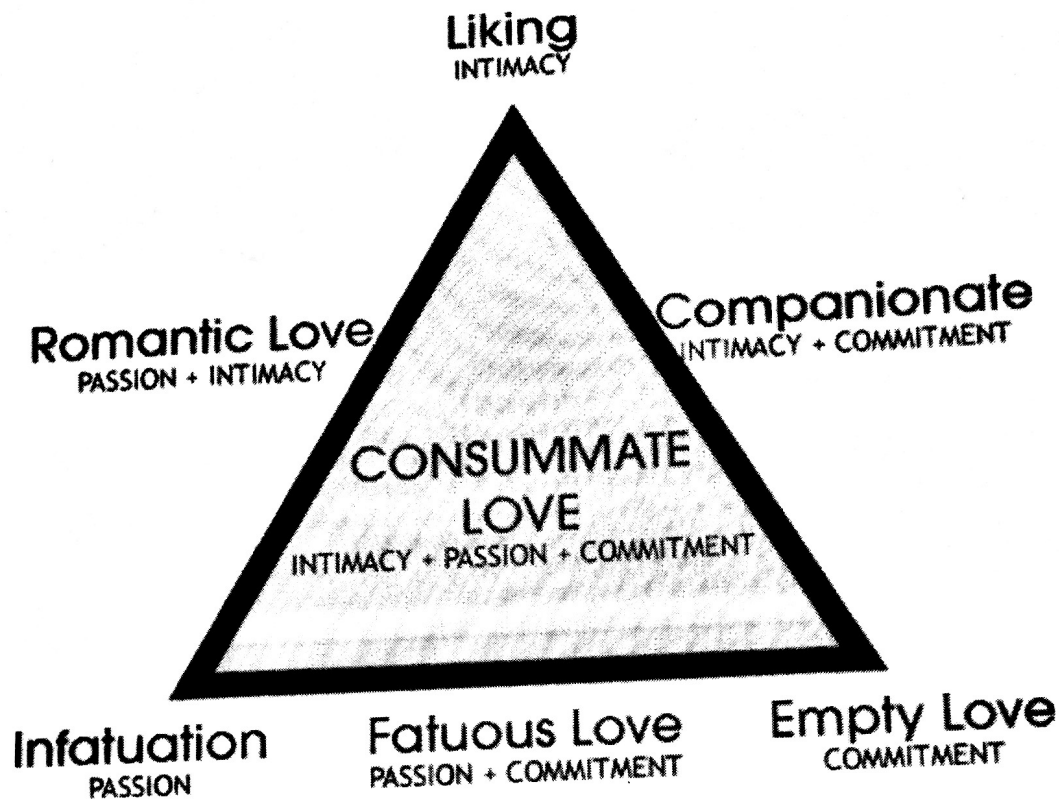 Liking
INTIMACY
Romantic Love
PASSION + INTIMACY
Companionate
INTIMACY + COMMITMENT
CONSUMMATE
LOVE
INTIMACY + PASSION + COMMITMENT
Infatuation
PASSION
Fatuous Love
PASSION + COMMITMENT
Empty Love
COMMITMENT